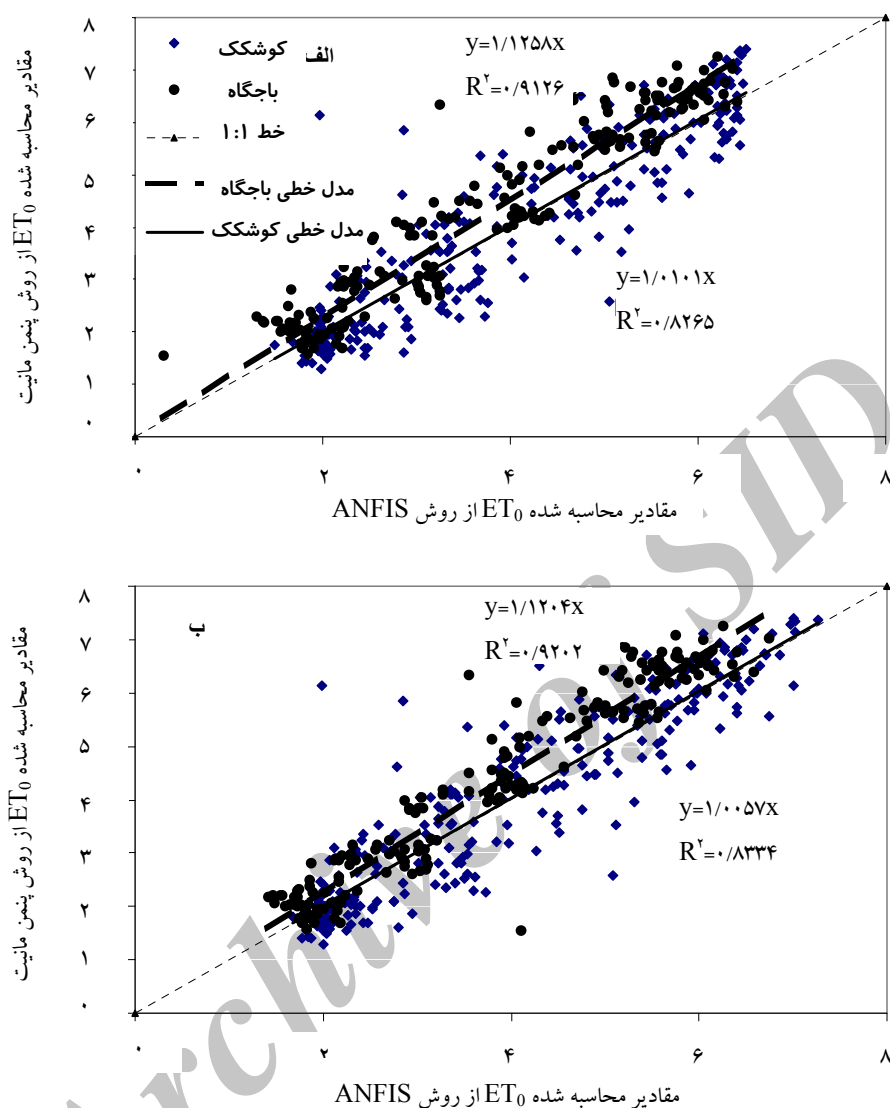 الف
کوشکک
باجگاه
خط ۱:۱
مدل خطی باجگاه
مدل خطی کوشکک
y=۱/۱۲۵۸x
R۲=۰/۹۱۲۶
y=۱/۰۱۰۱x
R۲=۰/۸۲۶۵
مقادیر محاسبه شده ET0 از روش پنمن مانیت
۸
۷
۶
۵
۴
۳
۲
۱
۰
۰ ۲ ۴ ۶ ۸
مقادیر محاسبه شده ET0 از روش ANFIS
ب
y=۱/۱۲۰۴x
R۲=۰/۹۲۰۲
y=۱/۰۰۵۷x
R۲=۰/۸۳۳۴
مقادیر محاسبه شده ET0 از روش پنمن مانیت
۸
۷
۶
۵
۴
۳
۲
۱
۰
۰ ۲ ۴ ۶ ۸
مقادیر محاسبه شده ET0 از روش ANFIS
Archive of SID